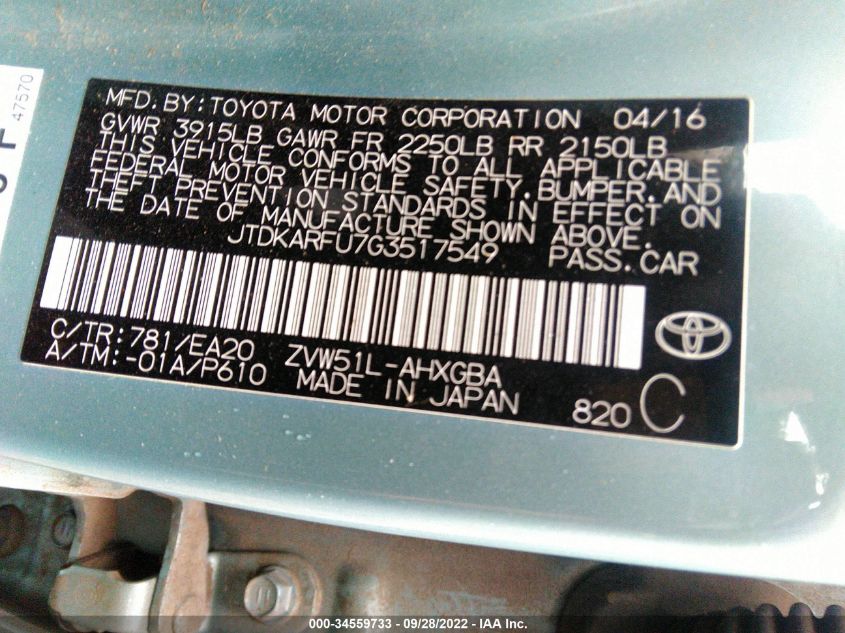 47570
MFD.BY:TOYOTA MOTOR CORPORATION 04/16
GVWR 3915LB GAWR FR 2250LB RR 2150LB
THIS VEHICLE CONFORMS TO ALL APPLICABLE
FEDERAL MOTOR VEHICLE SAFETY,BUMPER,AND
THEFT PREVENTION STANDARDS IN EFFECT ON
THE DATE OF MANUFACTURE SHOWN ABOVE.
JTDKARFU7G3517549 PASS.CAR
C/TR:781/EA20 ZVW51L-AHXGBA
A/TM:-01A/P610 MADE IN JAPAN
820 C
000-34559733 - 09/28/2022 - IAA Inc.